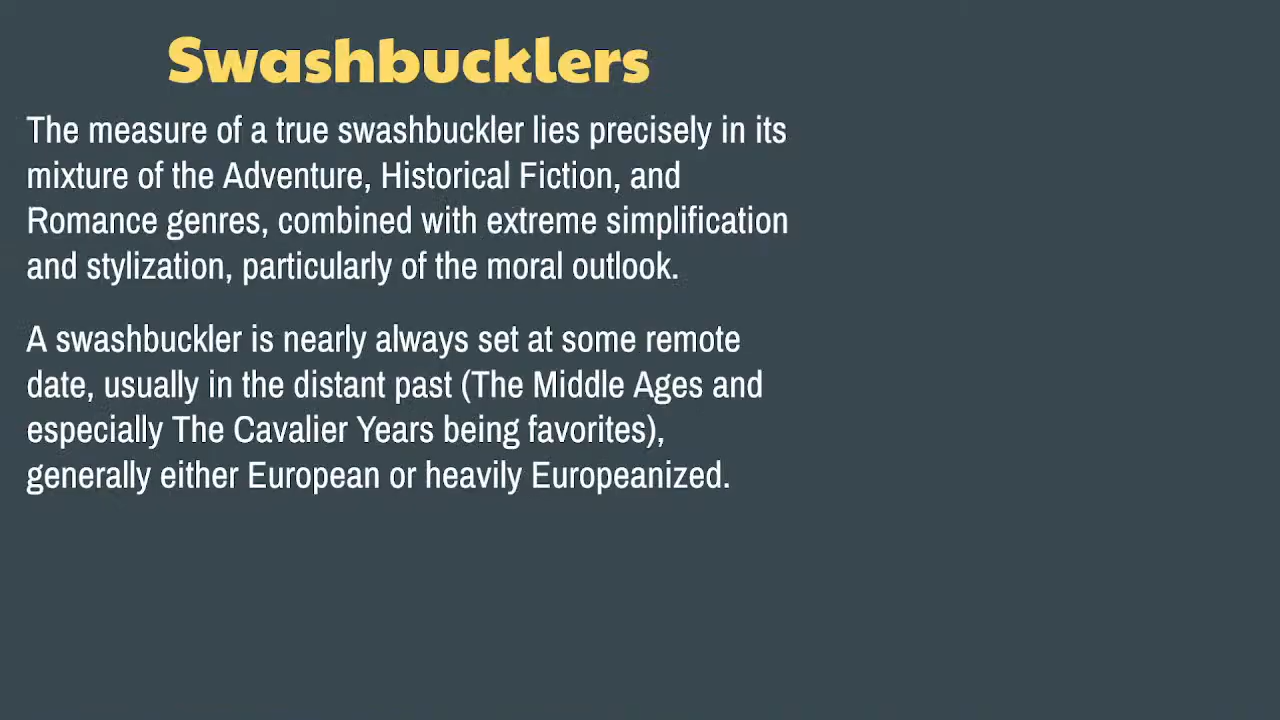 Swashbucklers
The measure of a true swashbuckler lies precisely in its
mixture of the Adventure, Historical Fiction, and
Romance genres, combined with extreme simplification
and stylization, particularly of the moral outlook.
A swashbuckler is nearly always set at some remote
date, usually in the distant past (The Middle Ages and
especially The Cavalier Years being favorites),
generally either European or heavily Europeanized.